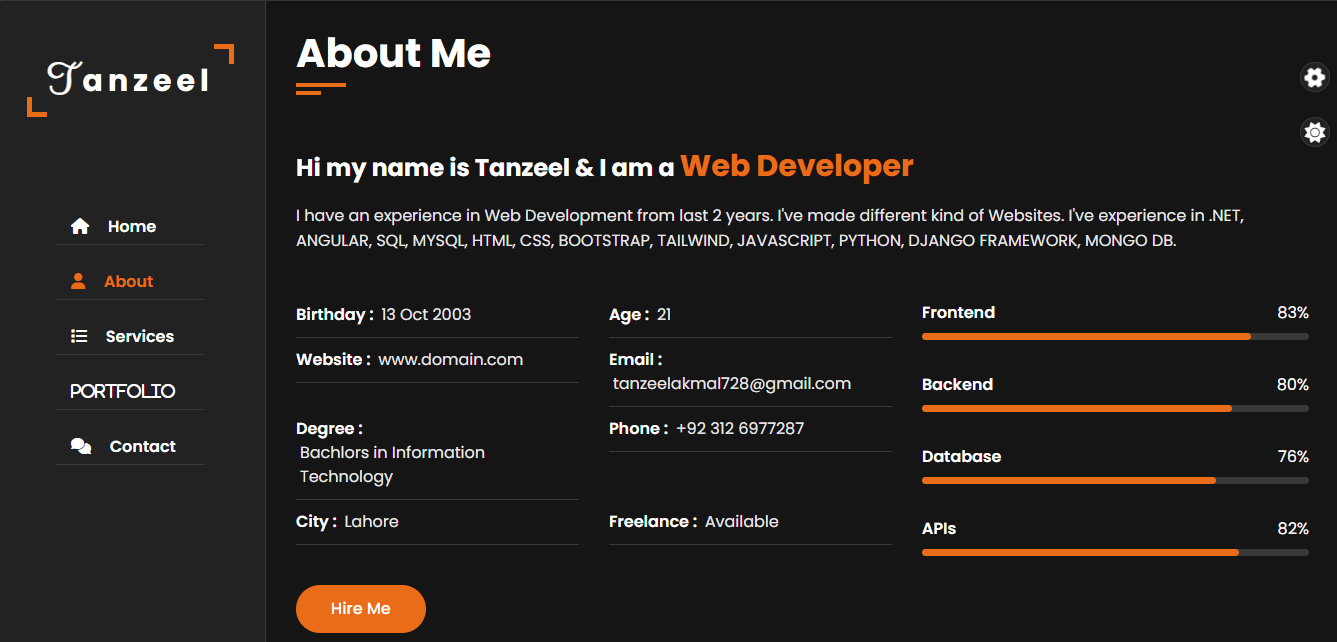 Tanzeel
Home
About
Services
PORTFOLIO
Contact
About Me
Hi my name is Tanzeel & I am a Web Developer
I have an experience in Web Development from last 2 years. I've made different kind of Websites. I've experience in .NET,
ANGULAR, SQL, MYSQL, HTML, CSS, BOOTSTRAP, TAILWIND, JAVASCRIPT, PYTHON, DJANGO FRAMEWORK, MONGO DB.
Birthday : 13 Oct 2003
Age : 21
Website : www.domain.com
Email :
tanzeelakmal728@gmail.com
Degree :
Bachlors in Information
Technology
Phone : +92 312 6977287
City : Lahore
Freelance : Available
Frontend 83%
Backend 80%
Database 76%
APIs 82%
Hire Me